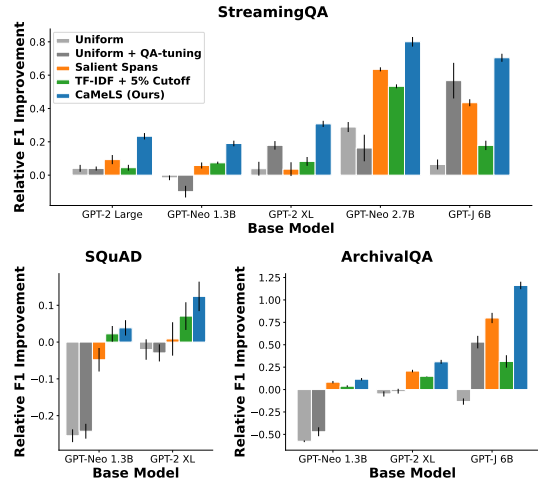 StreamingQA
Relative F1 Improvement
0.8
0.6
0.4
0.2
0.0
Uniform
Uniform + QA-tuning
Salient Spans
TF-IDF + 5% Cutoff
CaMeLS (Ours)
GPT-2 Large
GPT-Neo 1.3B
GPT-2 XL
GPT-Neo 2.7B
GPT-J 6B
Base Model
SQuAD
Relative F1 Improvement
0.1
0.0
−0.1
−0.2
GPT-Neo 1.3B
GPT-2 XL
Base Model
ArchivalQA
Relative F1 Improvement
1.25
1.00
0.75
0.50
0.25
0.00
−0.25
−0.50
GPT-Neo 1.3B
GPT-2 XL
GPT-J 6B
Base Model